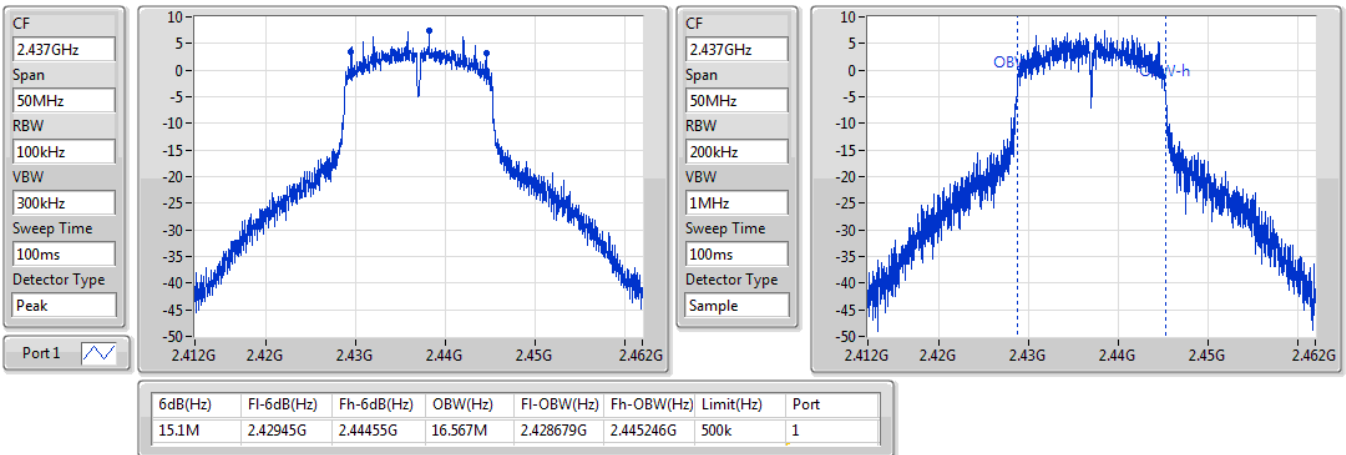 CF
2.437GHz
Span
50MHz
RBW
100kHz
VBW
300kHz
Sweep Time
100ms
Detector Type
Peak
Port 1
10
5
0
-5
-10
-15
-20
-25
-30
-35
-40
-45
-50
2.412G 2.42G 2.43G 2.44G 2.45G 2.462G
CF
2.437GHz
Span
50MHz
RBW
200kHz
VBW
1MHz
Sweep Time
100ms
Detector Type
Sample
10
5
0
-5
-10
-15
-20
-25
-30
-35
-40
-45
-50
2.412G 2.42G 2.43G 2.44G 2.45G 2.462G
6dB(Hz) Fl-6dB(Hz) Fh-6dB(Hz) OBW(Hz) Fl-OBW(Hz) Fh-OBW(Hz) Limit(Hz) Port
15.1M 2.42945G 2.44455G 16.567M 2.428679G 2.445246G 500k 1